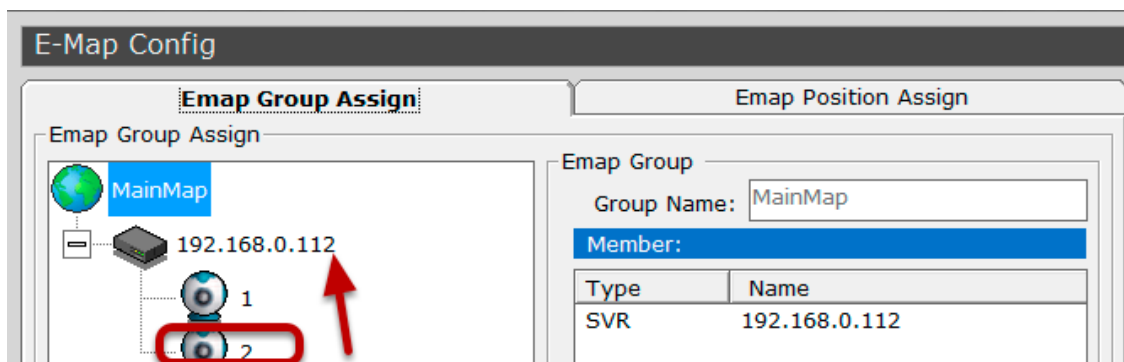 E-Map Config
Emap Group Assign
Emap Position Assign
Emap Group Assign
MainMap
192.168.0.112
1
2
Emap Group
Group Name: MainMap
Member:
Type Name
SVR 192.168.0.112